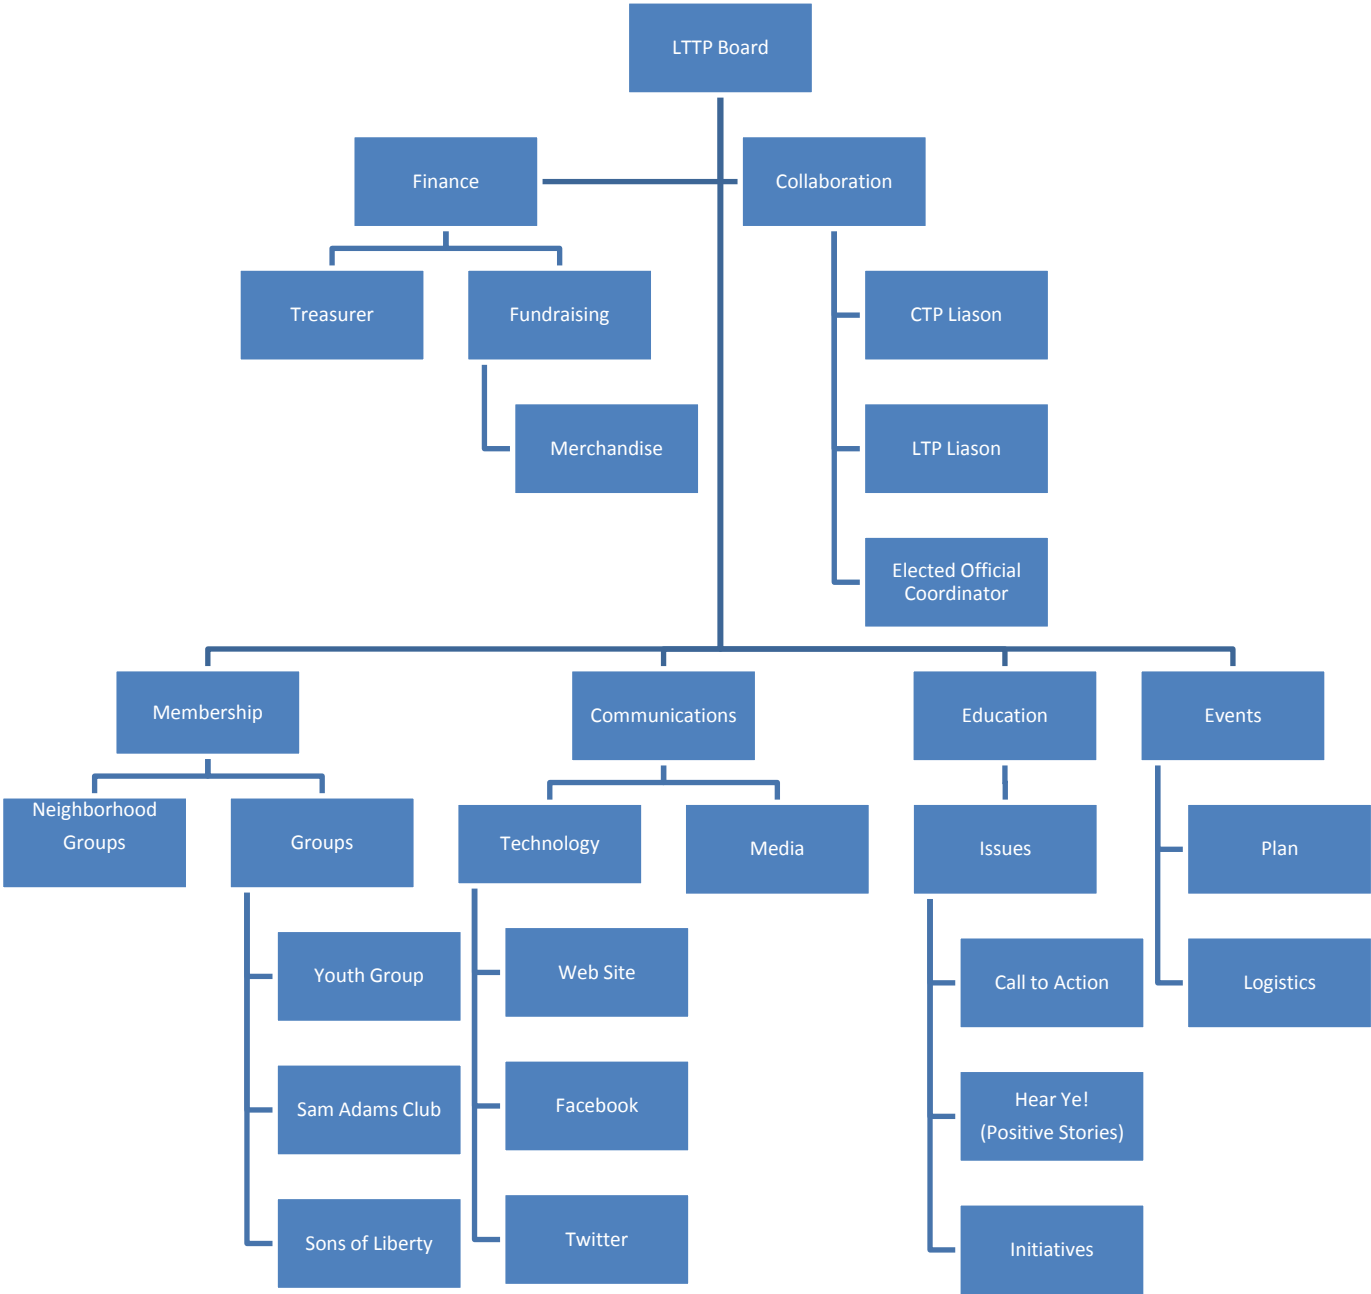 LTTP Board
Finance
Collaboration
Treasurer
Fundraising
CTP Liason
Merchandise
LTP Liason
Elected Official
Coordinator
Membership
Communications
Education
Events
Neighborhood
Groups
Groups
Technology
Media
Issues
Plan
Youth Group
Web Site
Call to Action
Logistics
Sam Adams Club
Facebook
Hear Ye!
(Positive Stories)
Sons of Liberty
Twitter
Initiatives